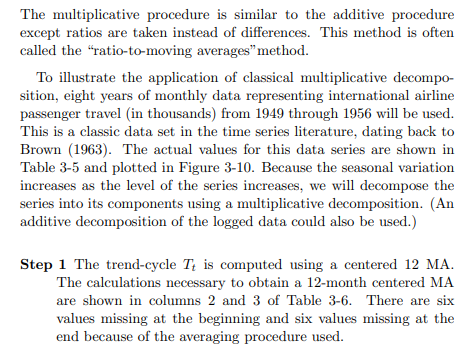 The multiplicative procedure is similar to the additive procedure
except ratios are taken instead of differences. This method is often
called the “ratio-to-moving averages”method.
To illustrate the application of classical multiplicative decompo-
sition, eight years of monthly data representing international airline
passenger travel (in thousands) from 1949 through 1956 will be used.
This is a classic data set in the time series literature, dating back to
Brown (1963). The actual values for this data series are shown in
Table 3-5 and plotted in Figure 3-10. Because the seasonal variation
increases as the level of the series increases, we will decompose the
series into its components using a multiplicative decomposition. (An
additive decomposition of the logged data could also be used.)
Step 1 The trend-cycle Tt is computed using a centered 12 MA.
The calculations necessary to obtain a 12-month centered MA
are shown in columns 2 and 3 of Table 3-6. There are six
values missing at the beginning and six values missing at the
end because of the averaging procedure used.